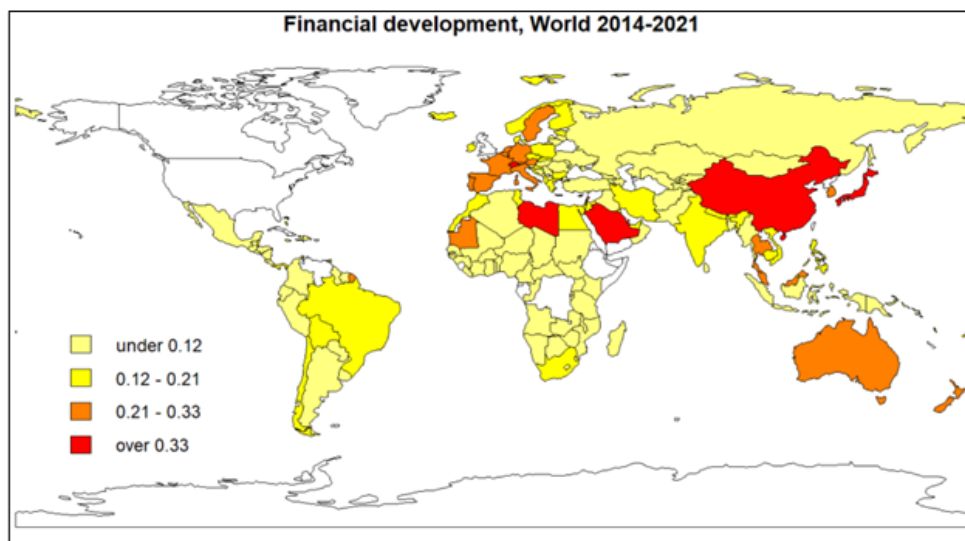 Financial development, World 2014-2021
under 0.12
0.12 - 0.21
0.21 - 0.33
over 0.33